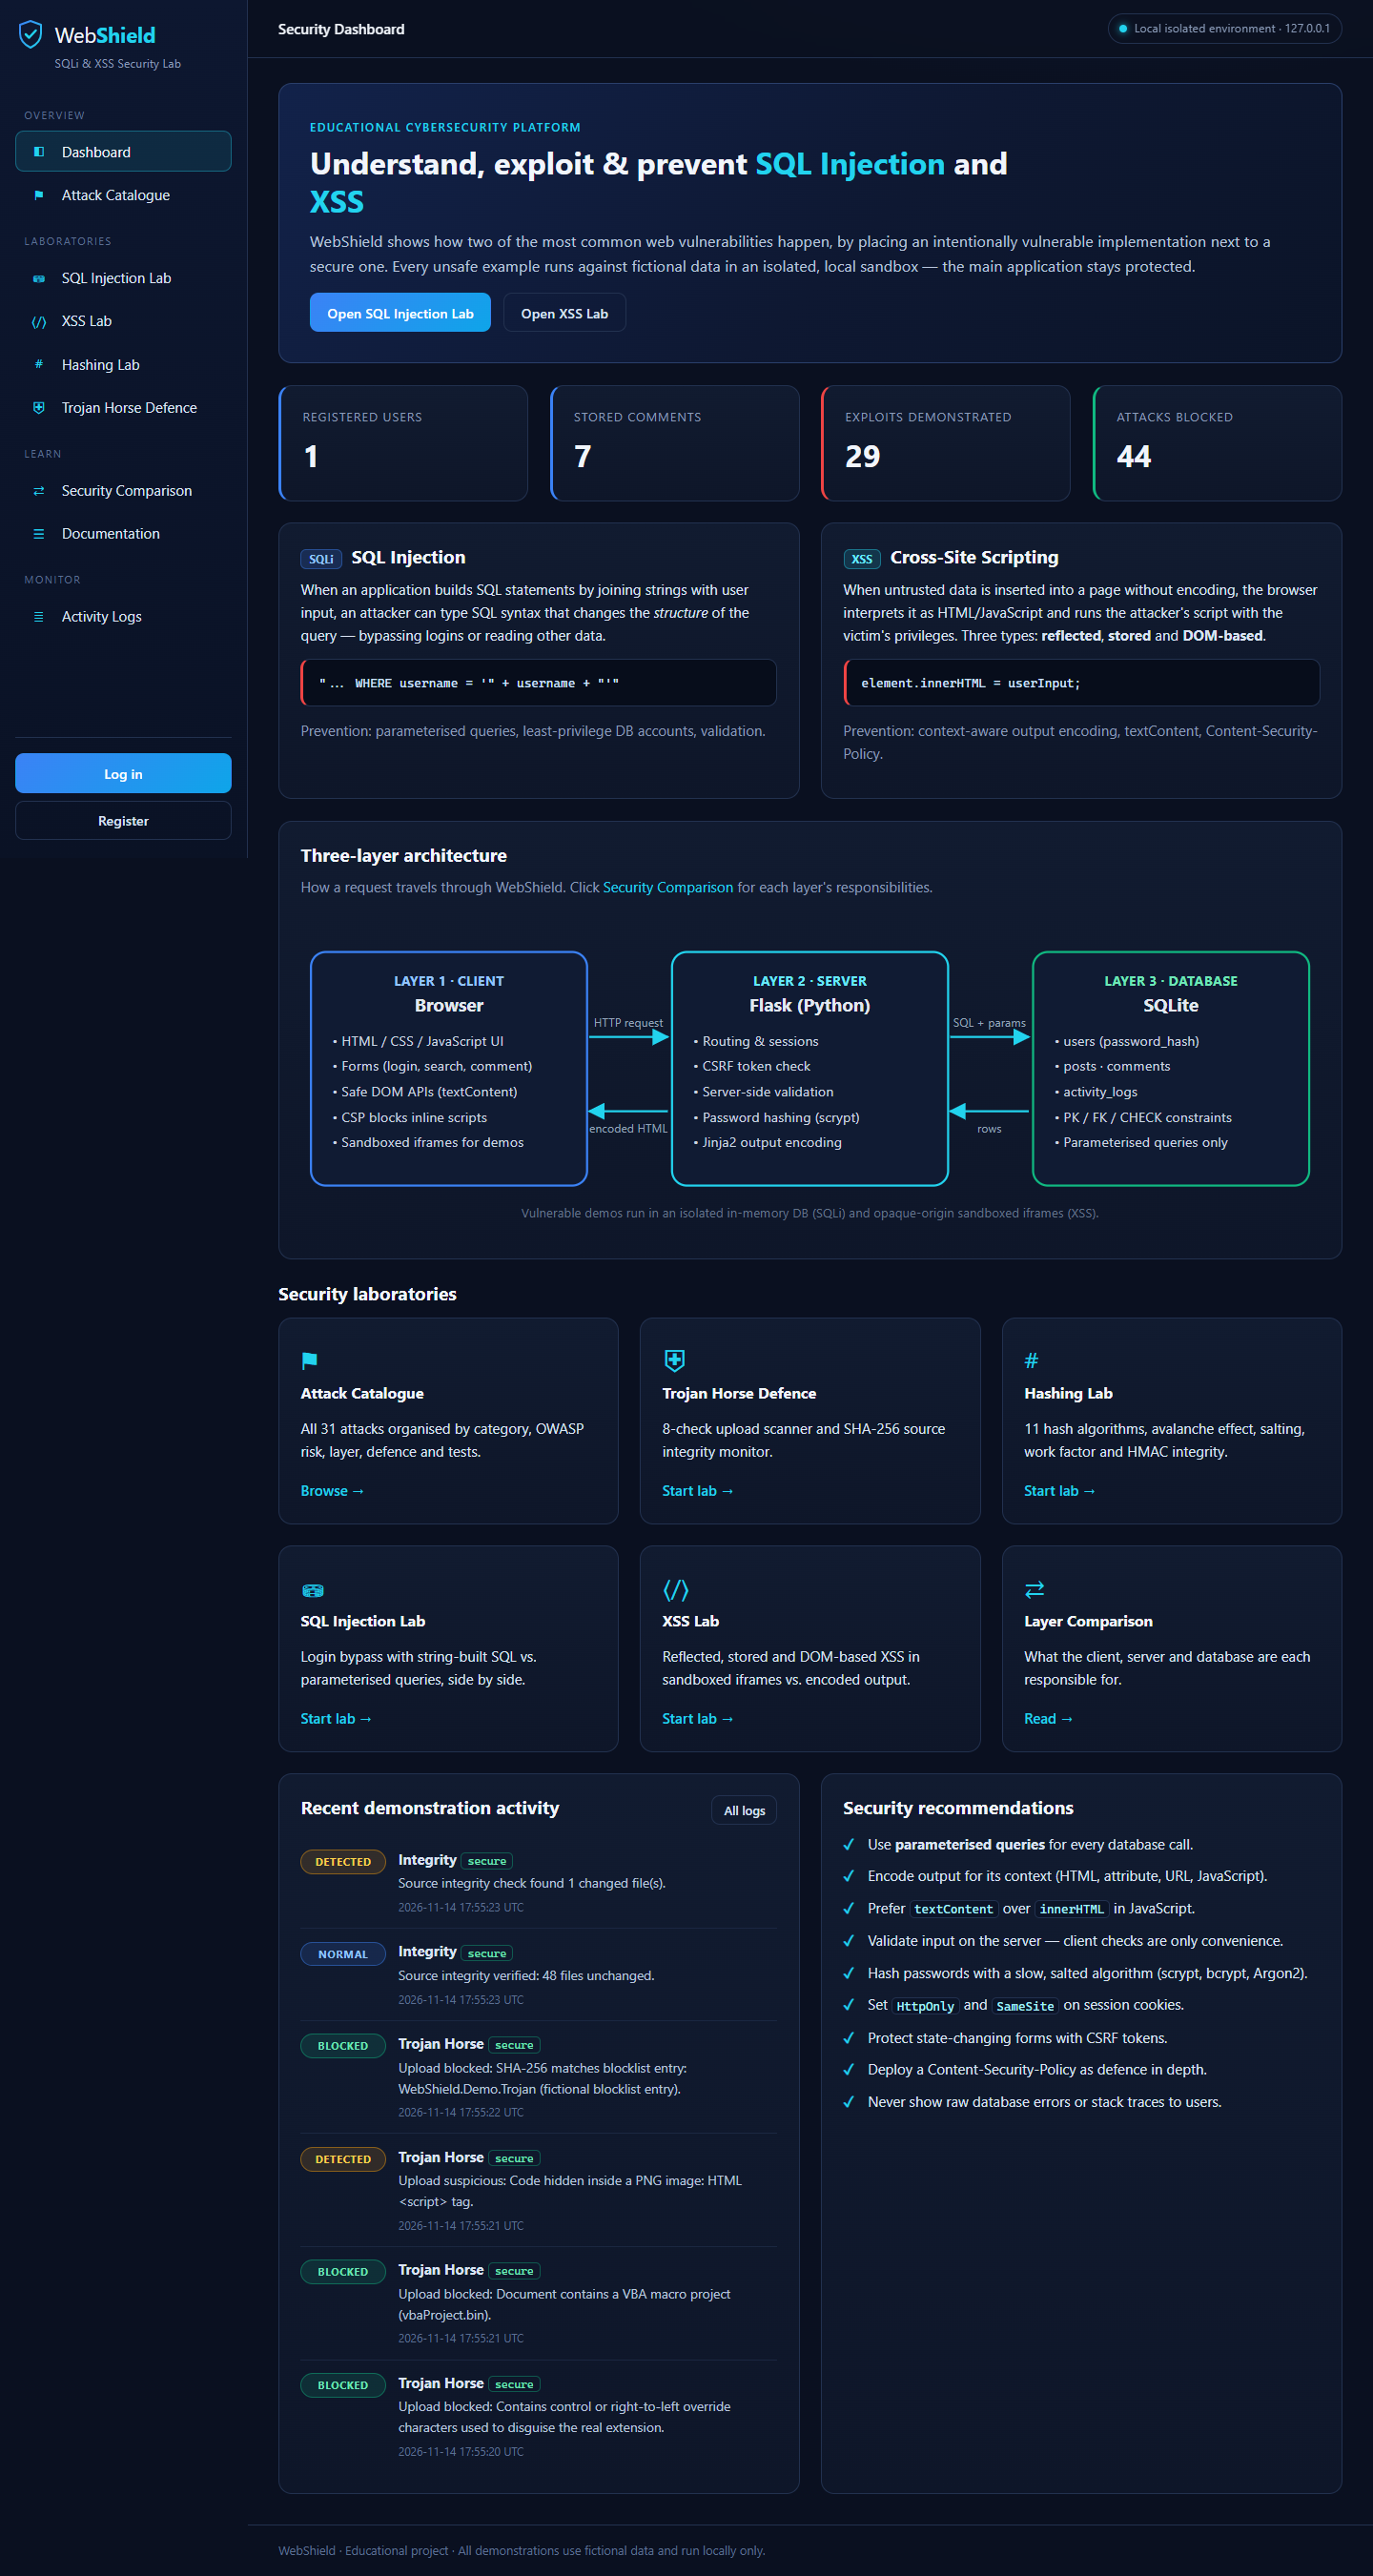 WebShield
SQLi & XSS Security Lab
OVERVIEW
Dashboard
Attack Catalogue
LABORATORIES
SQL Injection Lab
</> XSS Lab
# Hashing Lab
Trojan Horse Defence
LEARN
Security Comparison
Documentation
MONITOR
Activity Logs
Log in
Register
Security Dashboard
Local isolated environment · 127.0.0.1
EDUCATIONAL CYBERSECURITY PLATFORM
Understand, exploit & prevent SQL Injection and
XSS
WebShield shows how two of the most common web vulnerabilities happen, by placing an intentionally vulnerable implementation next to a
secure one. Every unsafe example runs against fictional data in an isolated, local sandbox — the main application stays protected.
Open SQL Injection Lab
Open XSS Lab
REGISTERED USERS
1
STORED COMMENTS
7
EXPLOITS DEMONSTRATED
29
ATTACKS BLOCKED
44
SQLi SQL Injection
When an application builds SQL statements by joining strings with user
input, an attacker can type SQL syntax that changes the structure of the
query — bypassing logins or reading other data.
"... WHERE username = '" + username + "'"
Prevention: parameterised queries, least-privilege DB accounts, validation.
XSS Cross-Site Scripting
When untrusted data is inserted into a page without encoding, the browser
interprets it as HTML/JavaScript and runs the attacker's script with the
victim's privileges. Three types: reflected, stored and DOM-based.
element.innerHTML = userInput;
Prevention: context-aware output encoding, textContent, Content-Security-
Policy.
Three-layer architecture
How a request travels through WebShield. Click Security Comparison for each layer's responsibilities.
LAYER 1 · CLIENT
Browser
• HTML / CSS / JavaScript UI
• Forms (login, search, comment)
• Safe DOM APIs (textContent)
• CSP blocks inline scripts
• Sandboxed iframes for demos
HTTP request
encoded HTML
LAYER 2 · SERVER
Flask (Python)
• Routing & sessions
• CSRF token check
• Server-side validation
• Password hashing (scrypt)
• Jinja2 output encoding
SQL + params
rows
LAYER 3 · DATABASE
SQLite
• users (password_hash)
• posts · comments
• activity_logs
• PK / FK / CHECK constraints
• Parameterised queries only
Vulnerable demos run in an isolated in-memory DB (SQLi) and opaque-origin sandboxed iframes (XSS).
Security laboratories
Attack Catalogue
All 31 attacks organised by category, OWASP
risk, layer, defence and tests.
Browse →
Trojan Horse Defence
8-check upload scanner and SHA-256 source
integrity monitor.
Start lab →
#
Hashing Lab
11 hash algorithms, avalanche effect, salting,
work factor and HMAC integrity.
Start lab →
SQL Injection Lab
Login bypass with string-built SQL vs.
parameterised queries, side by side.
Start lab →
</>
XSS Lab
Reflected, stored and DOM-based XSS in
sandboxed iframes vs. encoded output.
Start lab →
Layer Comparison
What the client, server and database are each
responsible for.
Read →
Recent demonstration activity
All logs
DETECTED Integrity secure
Source integrity check found 1 changed file(s).
2026-11-14 17:55:23 UTC
NORMAL Integrity secure
Source integrity verified: 48 files unchanged.
2026-11-14 17:55:23 UTC
BLOCKED Trojan Horse secure
Upload blocked: SHA-256 matches blocklist entry:
WebShield.Demo.Trojan (fictional blocklist entry).
2026-11-14 17:55:22 UTC
DETECTED Trojan Horse secure
Upload suspicious: Code hidden inside a PNG image: HTML
<script> tag.
2026-11-14 17:55:21 UTC
BLOCKED Trojan Horse secure
Upload blocked: Document contains a VBA macro project
(vbaProject.bin).
2026-11-14 17:55:21 UTC
BLOCKED Trojan Horse secure
Upload blocked: Contains control or right-to-left override
characters used to disguise the real extension.
2026-11-14 17:55:20 UTC
Security recommendations
✓ Use parameterised queries for every database call.
✓ Encode output for its context (HTML, attribute, URL, JavaScript).
✓ Prefer textContent over innerHTML in JavaScript.
✓ Validate input on the server — client checks are only convenience.
✓ Hash passwords with a slow, salted algorithm (scrypt, bcrypt, Argon2).
✓ Set HttpOnly and SameSite on session cookies.
✓ Protect state-changing forms with CSRF tokens.
✓ Deploy a Content-Security-Policy as defence in depth.
✓ Never show raw database errors or stack traces to users.
WebShield · Educational project · All demonstrations use fictional data and run locally only.